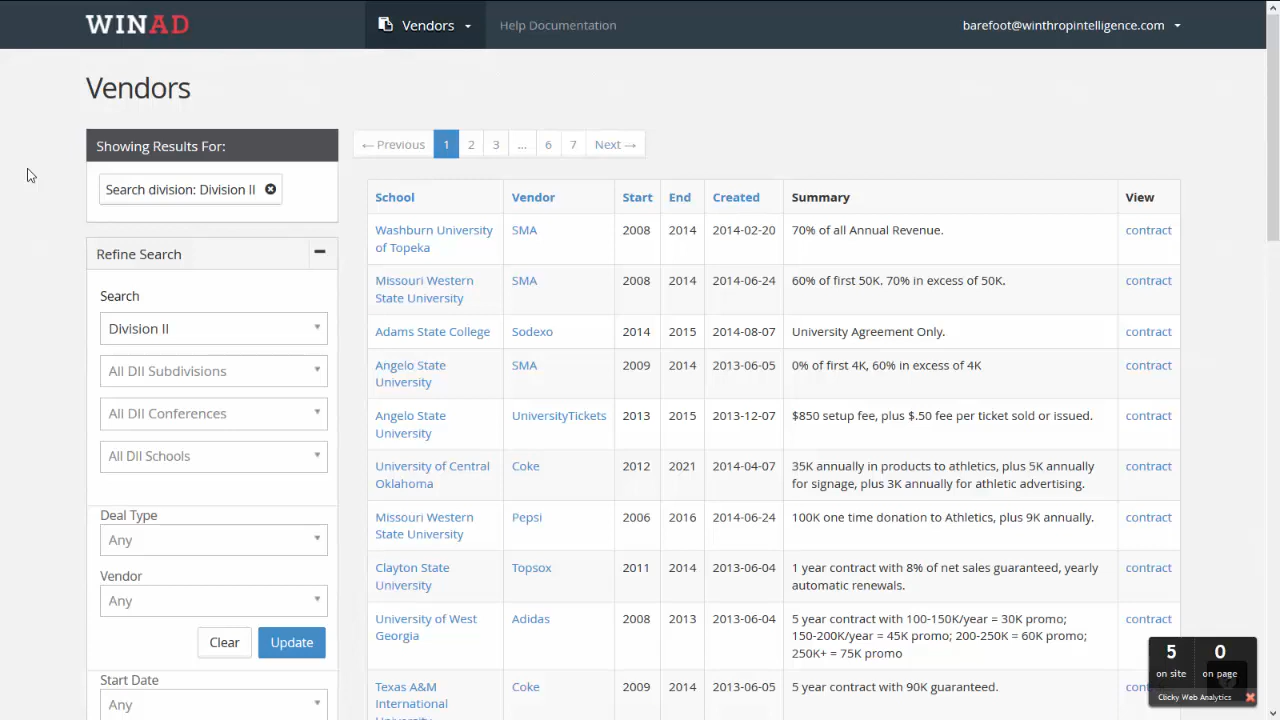 WINAD
Vendors
Help Documentation
barefoot@winthropintelligence.com
Vendors
Showing Results For:
Search division: Division II
Refine Search
Search
Division II
All DII Subdivisions
All DII Conferences
All DII Schools
Deal Type
Any
Vendor
Any
Clear
Update
Start Date
Any
← Previous 1 2 3 ... 6 7 Next →
School Vendor Start End Created Summary View
Washburn University SMA 2008 2014 2014-02-20 70% of all Annual Revenue. contract
of Topeka
Missouri Western SMA 2008 2014 2014-06-24 60% of first 50K. 70% in excess of 50K. contract
State University
Adams State College Sodexo 2014 2015 2014-08-07 University Agreement Only. contract
Angelo State SMA 2009 2014 2013-06-05 0% of first 4K, 60% in excess of 4K contract
University
Angelo State UniversityTickets 2013 2015 2013-12-07 $850 setup fee, plus $.50 fee per ticket sold or issued. contract
University
University of Central Coke 2012 2021 2014-04-07 35K annually in products to athletics, plus 5K annually contract
Oklahoma for signage, plus 3K annually for athletic advertising.
Missouri Western Pepsi 2006 2016 2014-06-24 100K one time donation to Athletics, plus 9K annually. contract
State University
Clayton State Topsox 2011 2014 2013-06-04 1 year contract with 8% of net sales guaranteed, yearly contract
University automatic renewals.
University of West Adidas 2008 2013 2013-06-04 5 year contract with 100-150K/year = 30K promo; contract
Georgia 150-200K/year = 45K promo; 200-250K = 60K promo;
250K+ = 75K promo
Texas A&M Coke 2009 2014 2013-06-05 5 year contract with 90K guaranteed.
International
5 0
on site on page
Clicky Web Analytics